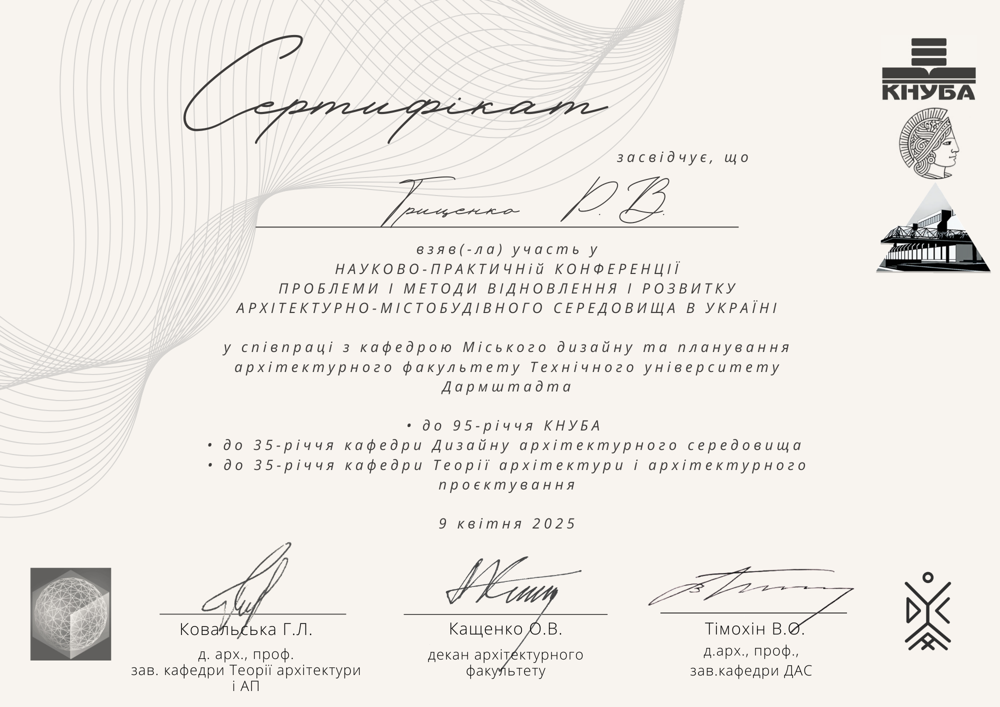 Сертифікат
КНУБА
засвідчує, що
Грищенко Р. В.
взяв(-ла) участь у
НАУКОВО-ПРАКТИЧНій КОНФЕРЕНЦІЇ
ПРОБЛЕМИ І МЕТОДИ ВІДНОВЛЕННЯ І РОЗВИТКУ
АРХІТЕКТУРНО-МІСТОБУДІВНОГО СЕРЕДОВИЩА В УКРАЇНІ
у співпраці з кафедрою Міського дизайну та планування
архітектурного факультету Технічного університету
Дармштадта
• до 95-річчя КНУБА
• до 35-річчя кафедри Дизайну архітектурного середовища
• до 35-річчя кафедри Теорії архітектури і архітектурного
проєктування
9 квітня 2025
Ковальська Г.Л.
д. арх., проф.
зав. кафедри Теорії архітектури
і АП
Кащенко О.В.
декан архітектурного
факультету
Тімохін В.О.
д.арх., проф.,
зав.кафедри ДАС